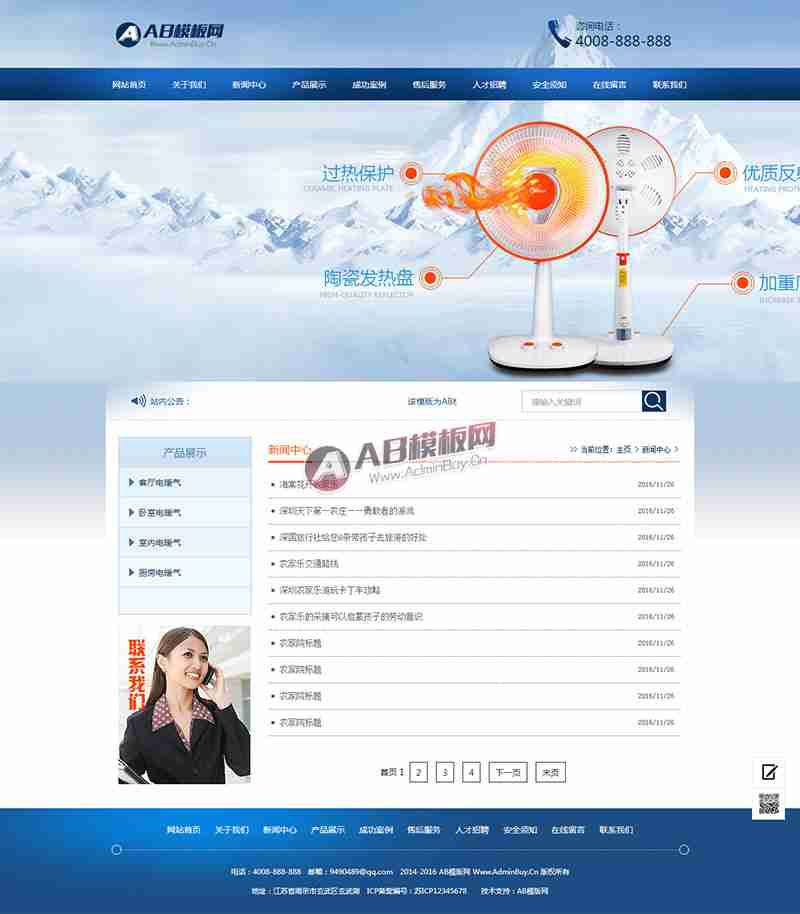 AB模板网
Www.AdminBuy.Cn
咨询电话：
4008-888-888
网站首页 关于我们 新闻中心 产品展示 成功案例 售后服务 人才招聘 安全须知 在线留言 联系我们
过热保护
CERAMIC HEATING PLATE
优质反射
HEATING PROTE
陶瓷发热盘
HIGH-QUALITY REFLECTOR
加重底
INCREASE T
站内公告：
该模版为AB模
请输入关键词
产品展示
客厅电暖气
卧室电暖气
室内电暖气
厨房电暖气
联系我们
新闻中心
>> 当前位置：主页 > 新闻中心 >
AB模板网
Www.AdminBuy.Cn
2016/11/26
深圳天下第一农庄一一勇敢者的游戏 2016/11/26
深圳旅行社给您8条带孩子去旅游的好处 2016/11/26
农家乐交通路线 2016/11/26
深圳农家乐游玩卡丁车攻略 2016/11/26
农家乐的采摘可以启蒙孩子的劳动意识 2016/11/26
农家院标题 2016/11/26
农家院标题 2016/11/26
农家院标题 2016/11/26
农家院标题 2016/11/26
首页 1 2 3 4 下一页 末页
网站首页 关于我们 新闻中心 产品展示 成功案例 售后服务 人才招聘 安全须知 在线留言 联系我们
电话：4008-888-888 邮箱：9490489@qq.com 2014-2016 AB模版网 Www.AdminBuy.Cn 版权所有
地址：江苏省南京市玄武区玄武湖 ICP备案编号：苏ICP12345678 技术支持：AB模版网